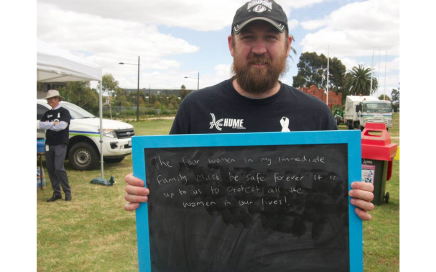 HUME
The four women in my immediate
family must be safe forever it is
up to us to protect all the
women in our lives!